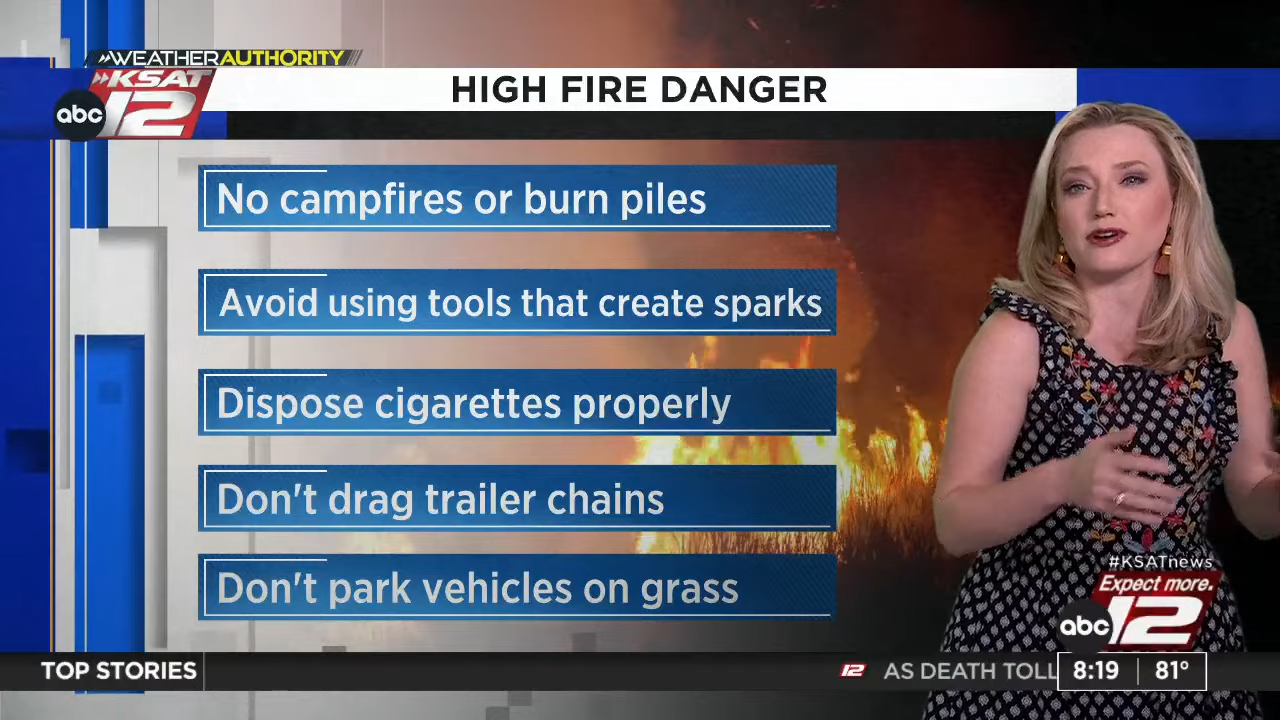 WEATHERAUTHORITY
KSAT
abc 12
HIGH FIRE DANGER
No campfires or burn piles
Avoid using tools that create sparks
Dispose cigarettes properly
Don't drag trailer chains
Don't park vehicles on grass
#KSATnews
Expect more.
abc 12
TOP STORIES
12 AS DEATH TOLL
8:19 81°